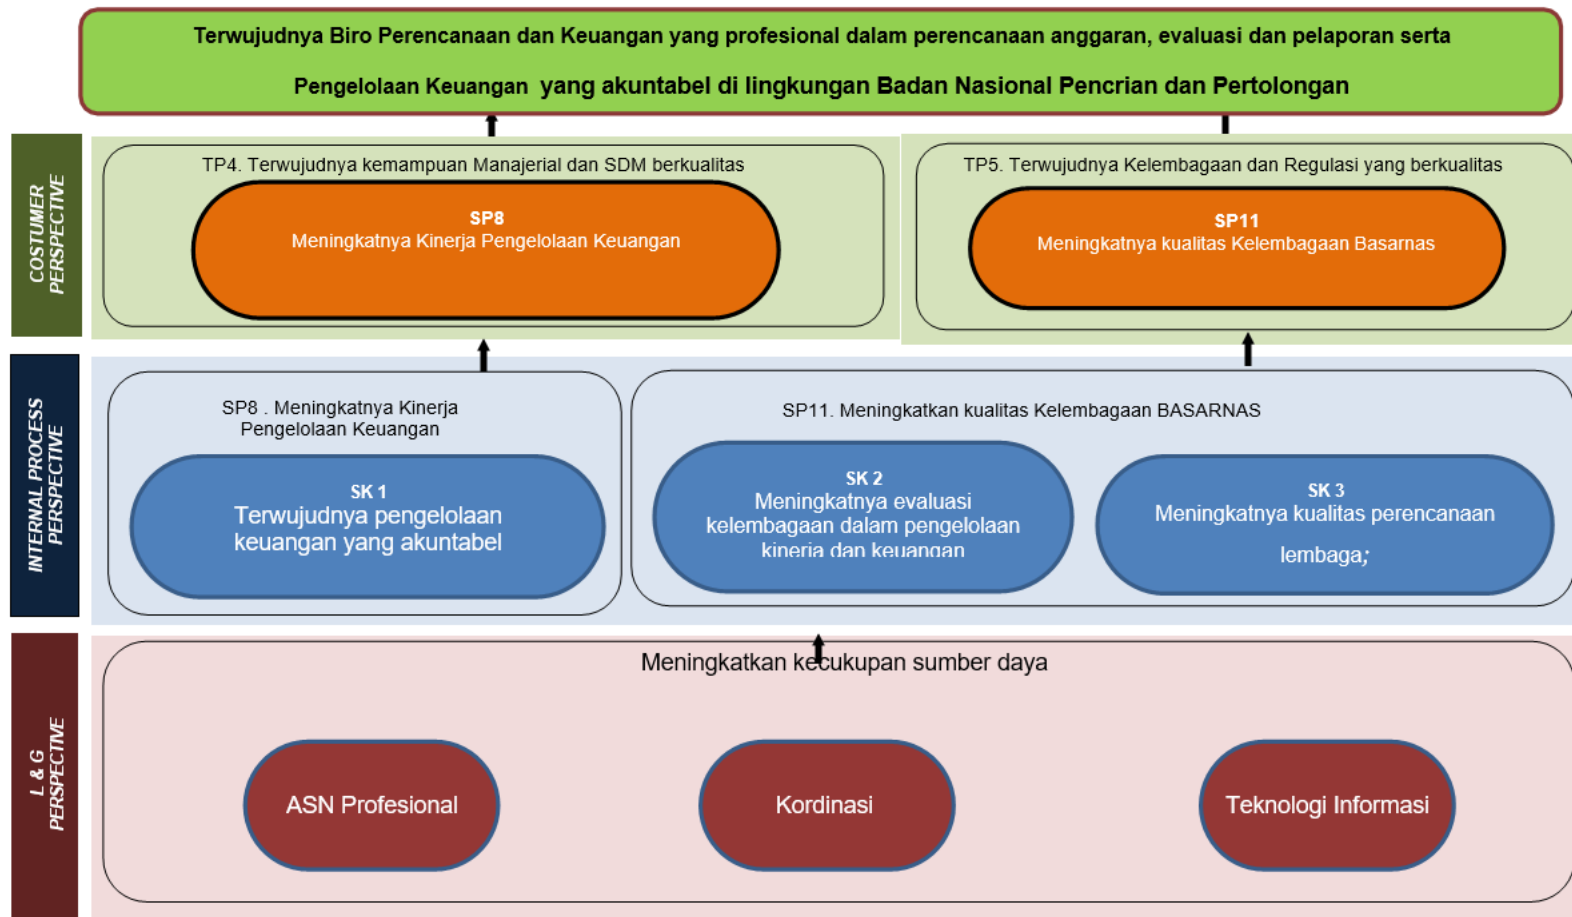 Terwujudnya Biro Perencanaan dan Keuangan yang profesional dalam perencanaan anggaran, evaluasi dan pelaporan serta
Pengelolaan Keuangan yang akuntabel di lingkungan Badan Nasional Pencrian dan Pertolongan
COSTUMER
PERSPECTIVE
TP4. Terwujudnya kemampuan Manajerial dan SDM berkualitas
SP8
Meningkatnya Kinerja Pengelolaan Keuangan
TP5. Terwujudnya Kelembagaan dan Regulasi yang berkualitas
SP11
Meningkatnya kualitas Kelembagaan Basarnas
INTERNAL PROCESS
PERSPECTIVE
SP8 . Meningkatnya Kinerja
Pengelolaan Keuangan
SK 1
Terwujudnya pengelolaan
keuangan yang akuntabel
SP11. Meningkatkan kualitas Kelembagaan BASARNAS
SK 2
Meningkatnya evaluasi
kelembagaan dalam pengelolaan
kinerja dan keuangan
SK 3
Meningkatnya kualitas perencanaan
lembaga;
L & G
PERSPECTIVE
Meningkatkan kecukupan sumber daya
ASN Profesional
Kordinasi
Teknologi Informasi